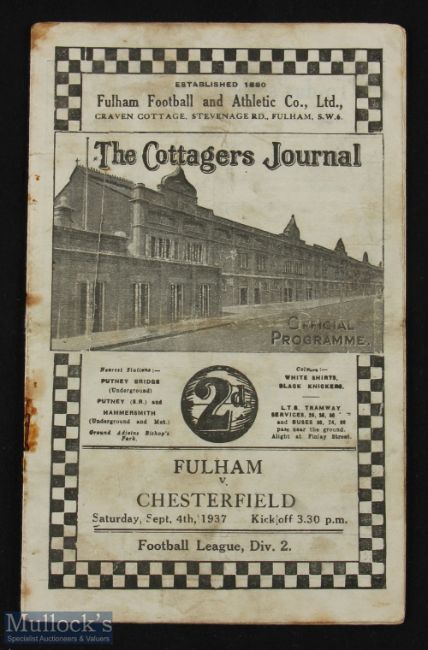 ESTABLISHED 1880
Fulham Football and Athletic Co., Ltd.,
CRAVEN COTTAGE, STEVENAGE RD., FULHAM, S.W.6.
The Cottagers Journal
OFFICIAL
PROGRAMME.
Nearest Stations:—
PUTNEY BRIDGE
(Underground)
PUTNEY (S.R.) and
HAMMERSMITH
(Underground and Met.)
Ground Adjoins Bishop's
Park.
2d
Colours:—
WHITE SHIRTS,
BLACK KNICKERS.
L.T.B. TRAMWAY
SERVICES,
and BUSES
pass near the ground.
Alight at Finlay Street.
FULHAM
v.
CHESTERFIELD
Saturday, Sept. 4th, 1937 Kick-off 3.30 p.m.
Football League, Div. 2.
Mullock's
Specialist Auctioneers & Valuers